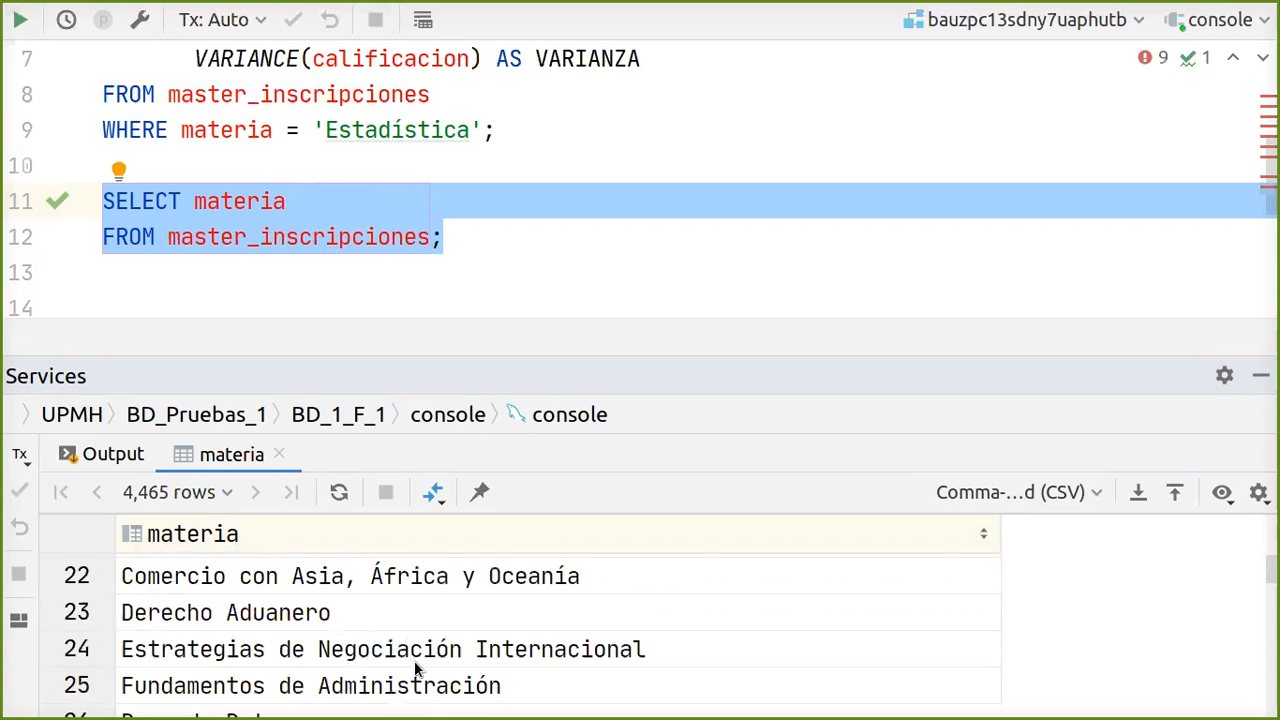 Tx: Auto bauzpc13sdny7uaphutb console
7 VARIANCE(calificacion) AS VARIANZA
9 1
8 FROM master_inscripciones
9 WHERE materia = 'Estadística';
10
11 SELECT materia
12 FROM master_inscripciones;
13
14
Services
UPMH BD_Pruebas_1 BD_1_F_1 console console
Tx Output materia
4,465 rows Comma-...d (CSV)
materia
22 Comercio con Asia, África y Oceanía
23 Derecho Aduanero
24 Estrategias de Negociación Internacional
25 Fundamentos de Administración